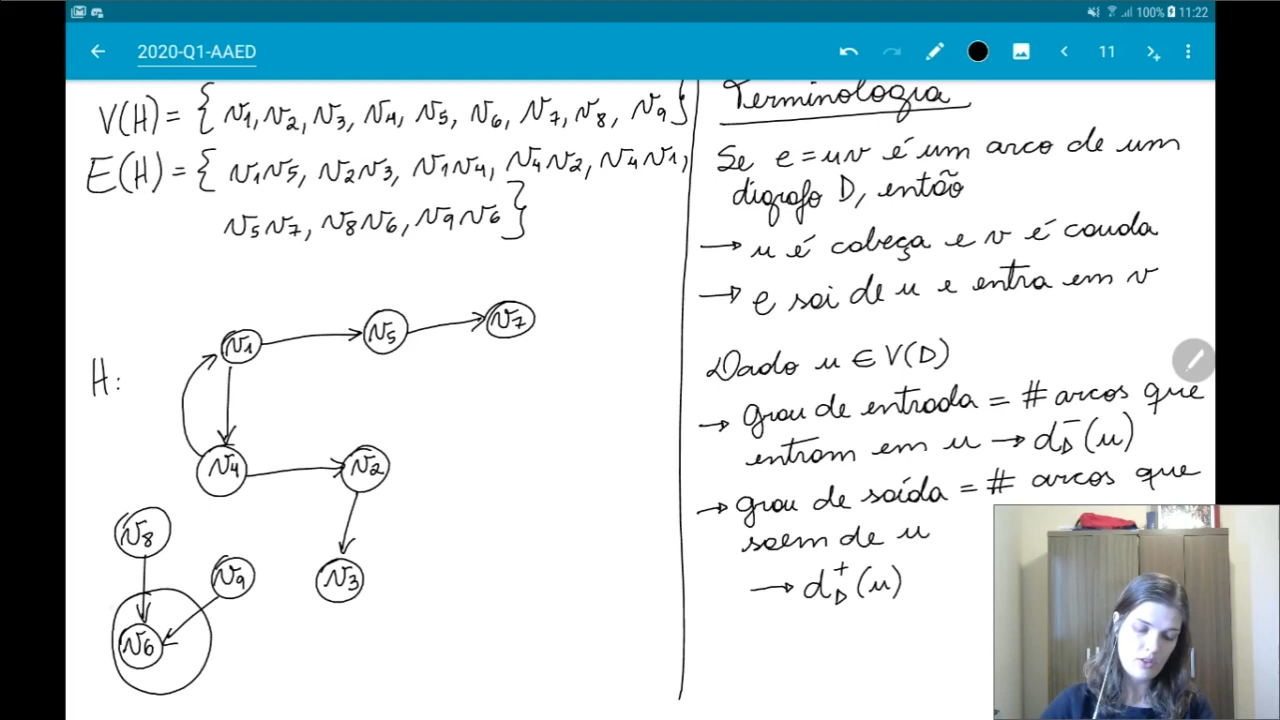 100% 11:22
2020-Q1-AAED
11
V(H) = {v1, v2, v3, v4, v5, v6, v7, v8, v9}
E(H) = {v1v5, v2v3, v1v4, v4v2, v4v1,
v5v7, v8v6, v9v6}
H:
v1
v5
v7
v4
v2
v8
v9
v3
v6
Terminologia
Se e=uv é um arco de um
digrafo D, então
→ u é cabeça e v é cauda
→ e sai de u e entra em v
Dado u ∈ V(D)
→ grau de entrada = # arcos que
entram em u → d_D^-(u)
→ grau de saída = # arcos que
saem de u
→ d_D^+(u)